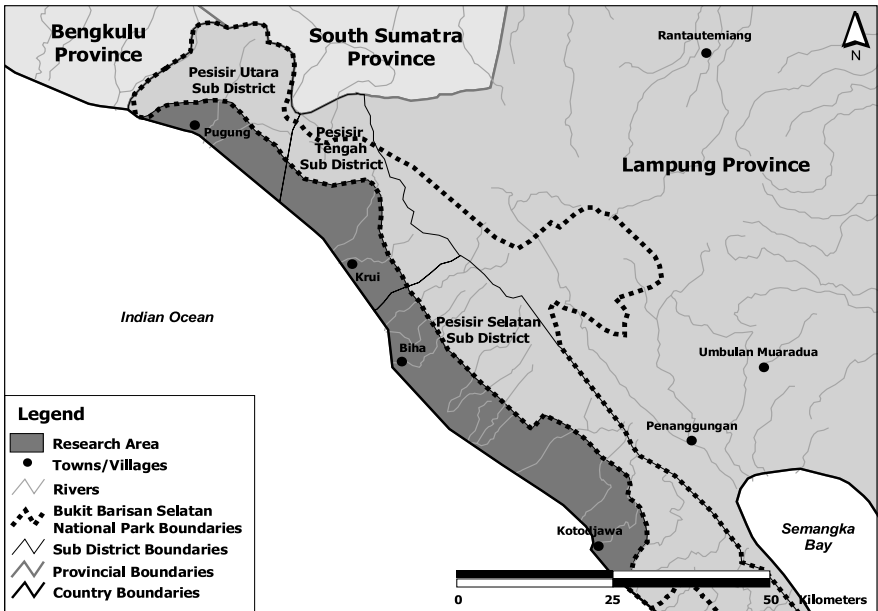 Bengkulu
Province
South Sumatra
Province
Rantautemiang
N
Pesisir Utara
Sub District
Pugung
Pesisir
Tengah
Sub District
Lampung Province
Krui
Indian Ocean
Pesisir Selatan
Sub District
Biha
Umbulan Muaradua
Penanggungan
Kotodjawa
Semangka
Bay
Legend
Research Area
Towns/Villages
Rivers
Bukit Barisan Selatan
National Park Boundaries
Sub District Boundaries
Provincial Boundaries
Country Boundaries
0 25 50 Kilometers